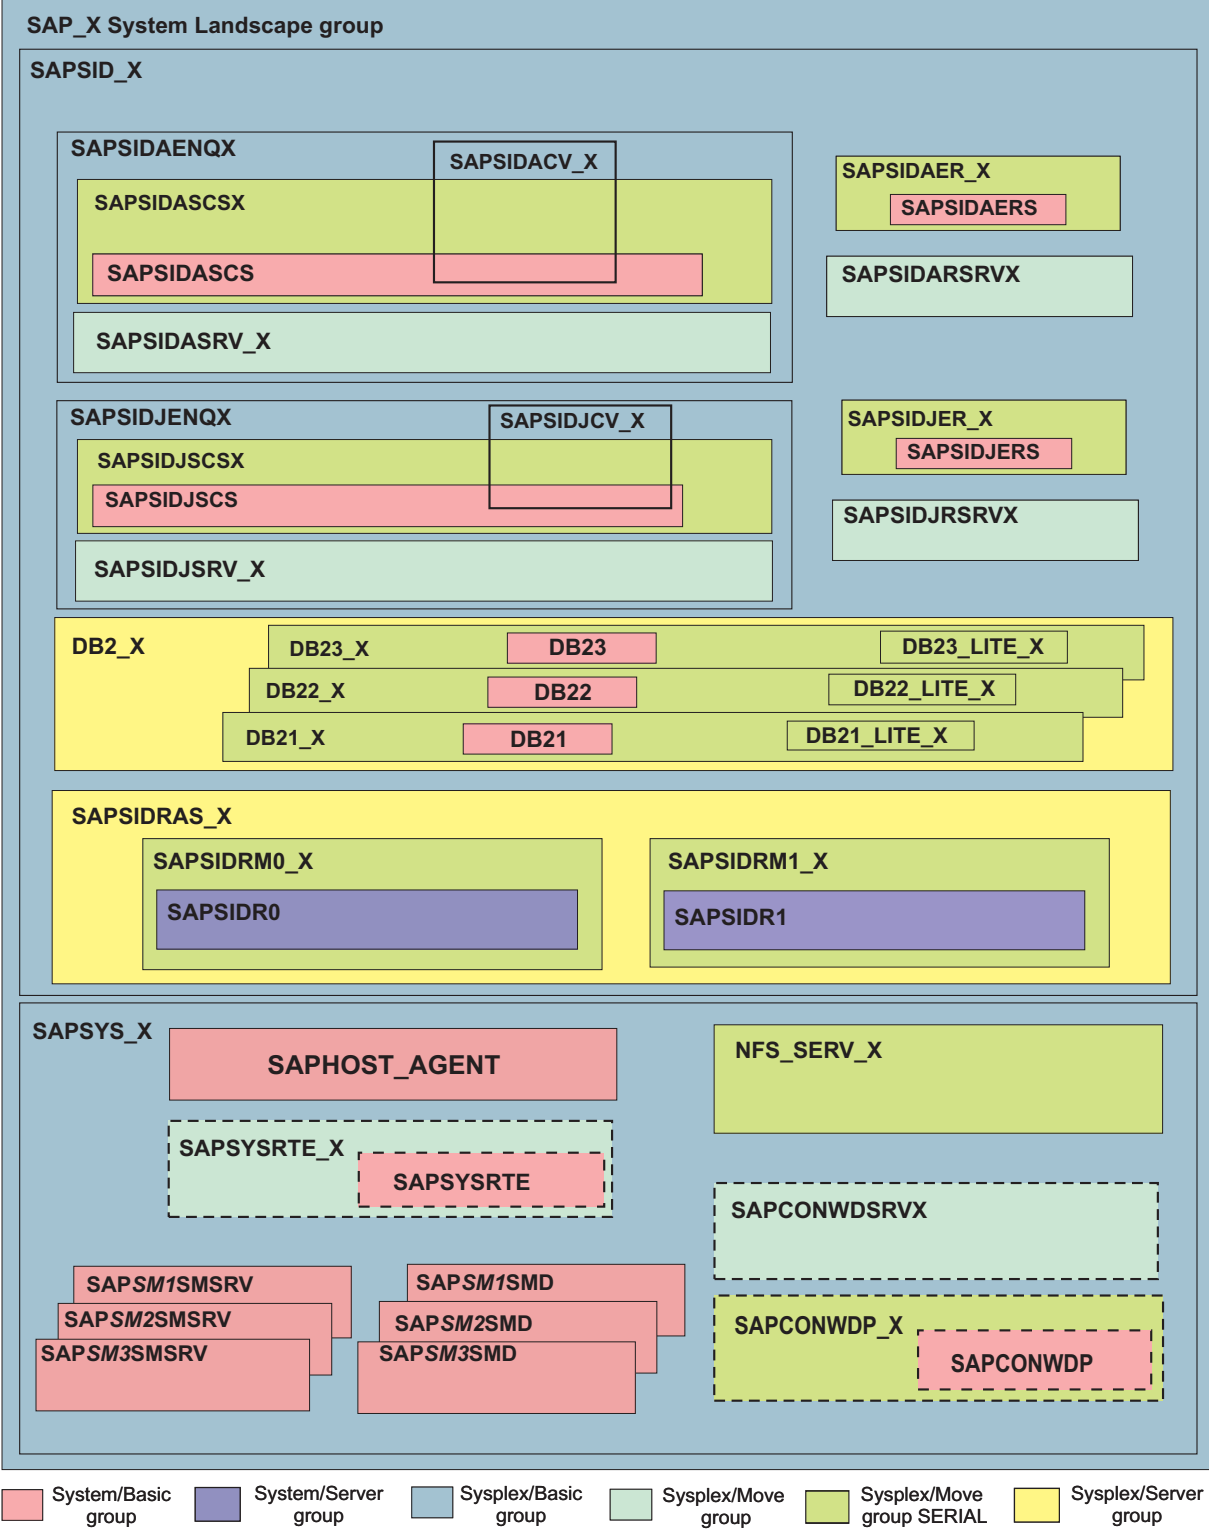 SAP_X System Landscape group
SAPSID_X
SAPSIDAENQX
SAPSIDACV_X
SAPSIDASCSX
SAPSIDASCS
SAPSIDASRV_X
SAPSIDAER_X
SAPSIDAERS
SAPSIDARSRVX
SAPSIDJENQX
SAPSIDJCV_X
SAPSIDJSCSX
SAPSIDJSCS
SAPSIDJSRV_X
SAPSIDJER_X
SAPSIDJERS
SAPSIDJRSRVX
DB2_X
DB23_X
DB23
DB23_LITE_X
DB22_X
DB22
DB22_LITE_X
DB21_X
DB21
DB21_LITE_X
SAPSIDRAS_X
SAPSIDRM0_X
SAPSIDR0
SAPSIDRM1_X
SAPSIDR1
SAPSYS_X
SAPHOST_AGENT
NFS_SERV_X
SAPSYSRTE_X
SAPSYSRTE
SAPCONWDSRVX
SAPSM1SMSRV
SAPSM2SMSRV
SAPSM3SMSRV
SAPSM1SMD
SAPSM2SMD
SAPSM3SMD
SAPCONWDP_X
SAPCONWDP
System/Basic
group
System/Server
group
Sysplex/Basic
group
Sysplex/Move
group
Sysplex/Move
group SERIAL
Sysplex/Server
group